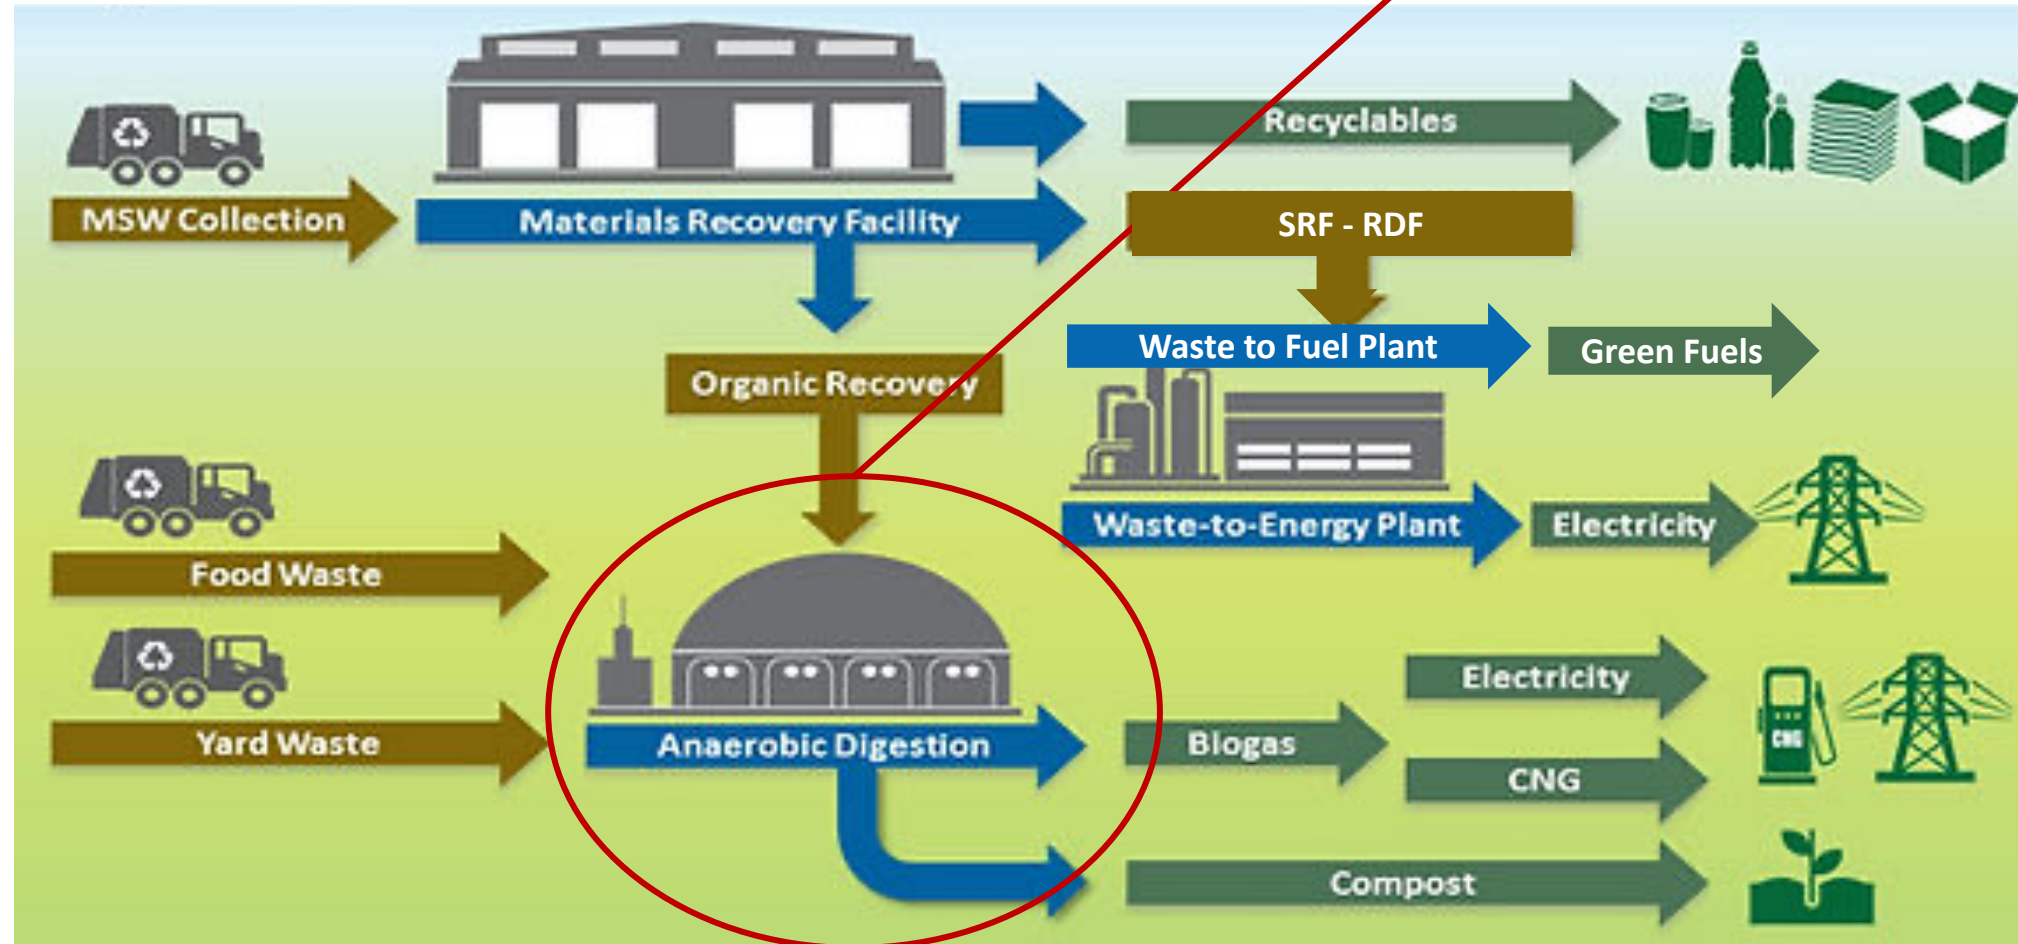 Recyclables
MSW Collection
Materials Recovery Facility
SRF - RDF
Waste to Fuel Plant
Green Fuels
Organic Recovery
Waste-to-Energy Plant
Electricity
Food Waste
Electricity
Yard Waste
Anaerobic Digestion
Biogas
CNG
CNG
Compost